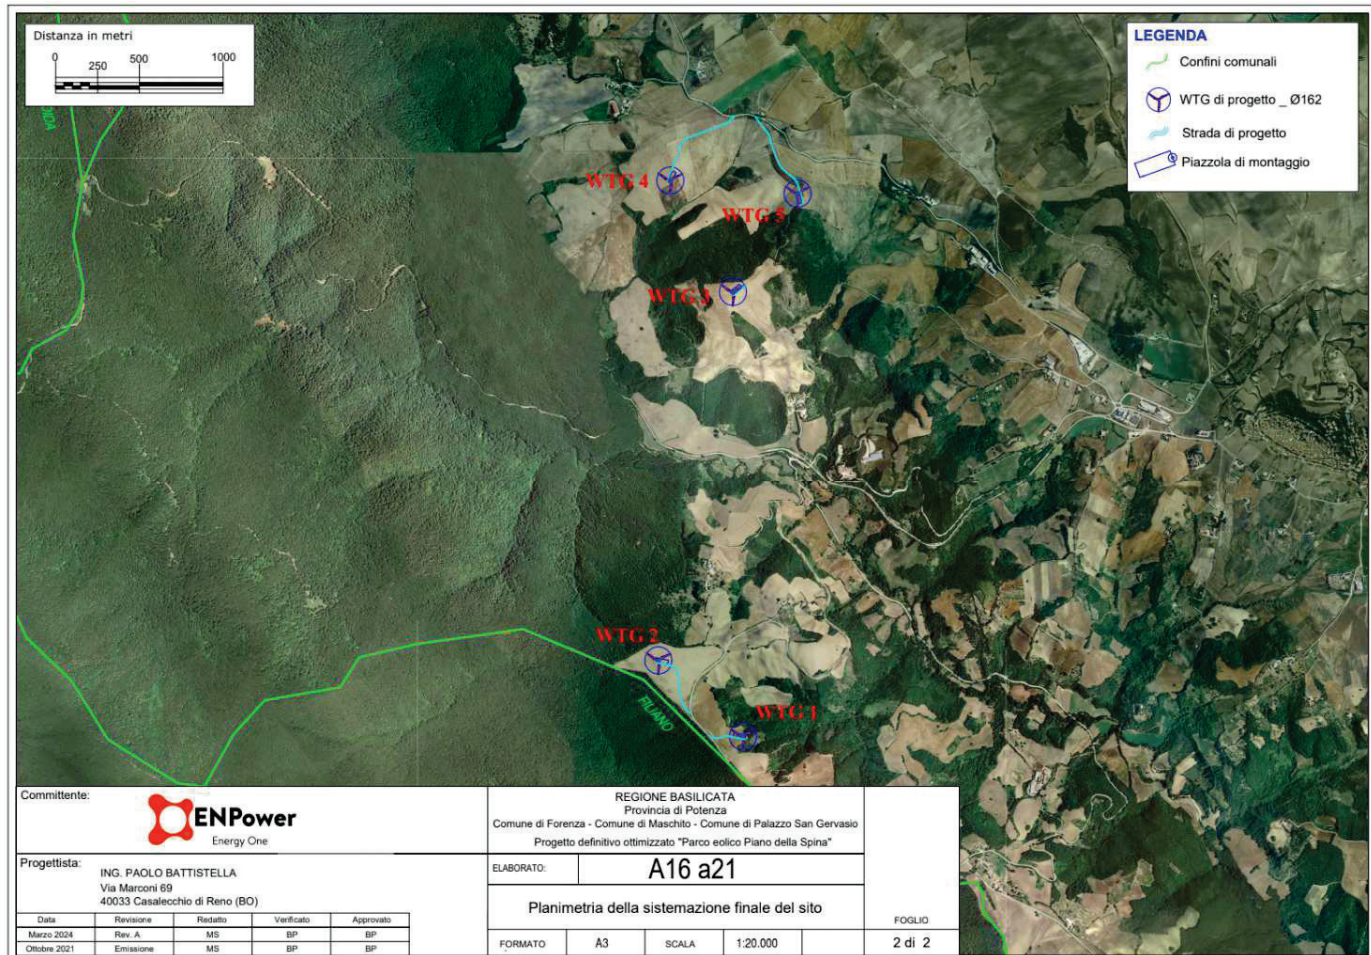 Distanza in metri
0 250 500 1000
LEGENDA
Confini comunali
WTG di progetto _ Ø162
Strada di progetto
Piazzola di montaggio
WTG 4
WTG 5
WTG 3
WTG 2
WTG 1
FILIANO
Committente:
ENPower
Energy One
Progettista:
ING. PAOLO BATTISTELLA
Via Marconi 69
40033 Casalecchio di Reno (BO)
Data Revisione Redatto Verificato Approvato
Marzo 2024 Rev. A MS BP BP
Ottobre 2021 Emissione MS BP BP
REGIONE BASILICATA
Provincia di Potenza
Comune di Forenza - Comune di Maschito - Comune di Palazzo San Gervasio
Progetto definitivo ottimizzato "Parco eolico Piano della Spina"
ELABORATO: A16 a21
Planimetria della sistemazione finale del sito
FORMATO A3 SCALA 1:20.000
FOGLIO
2 di 2